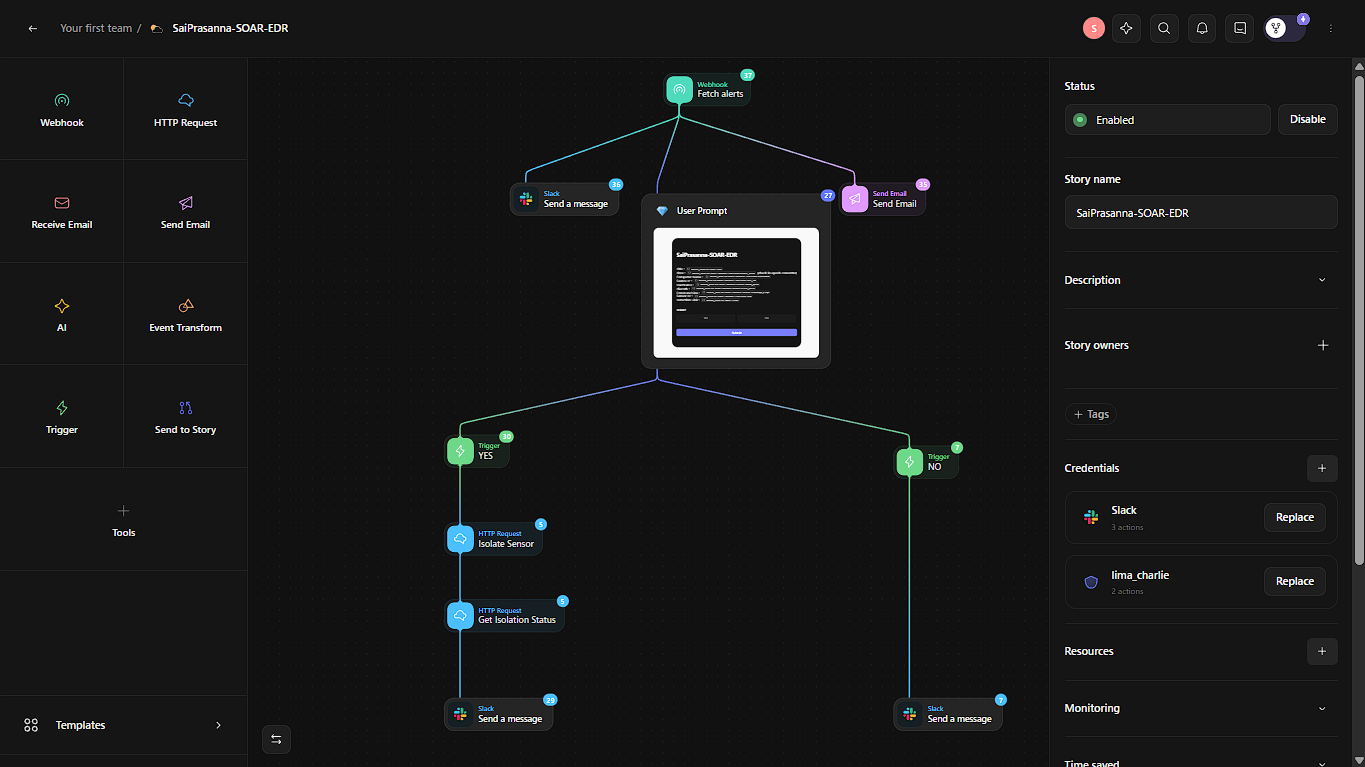 Your first team / SaiPrasanna-SOAR-EDR
S
Webhook
HTTP Request
Receive Email
Send Email
AI
Event Transform
Trigger
Send to Story
Tools
Templates
37
Webhook
Fetch alerts
36
Slack
Send a message
27
User Prompt
SaiPrasanna-SOAR-EDR
35
Send Email
Send Email
30
Trigger
YES
7
Trigger
NO
5
HTTP Request
Isolate Sensor
5
HTTP Request
Get Isolation Status
29
Slack
Send a message
7
Slack
Send a message
Status
Enabled
Disable
Story name
SaiPrasanna-SOAR-EDR
Description
Story owners
Tags
Credentials
Slack
3 actions
Replace
lima_charlie
2 actions
Replace
Resources
Monitoring
Time saved